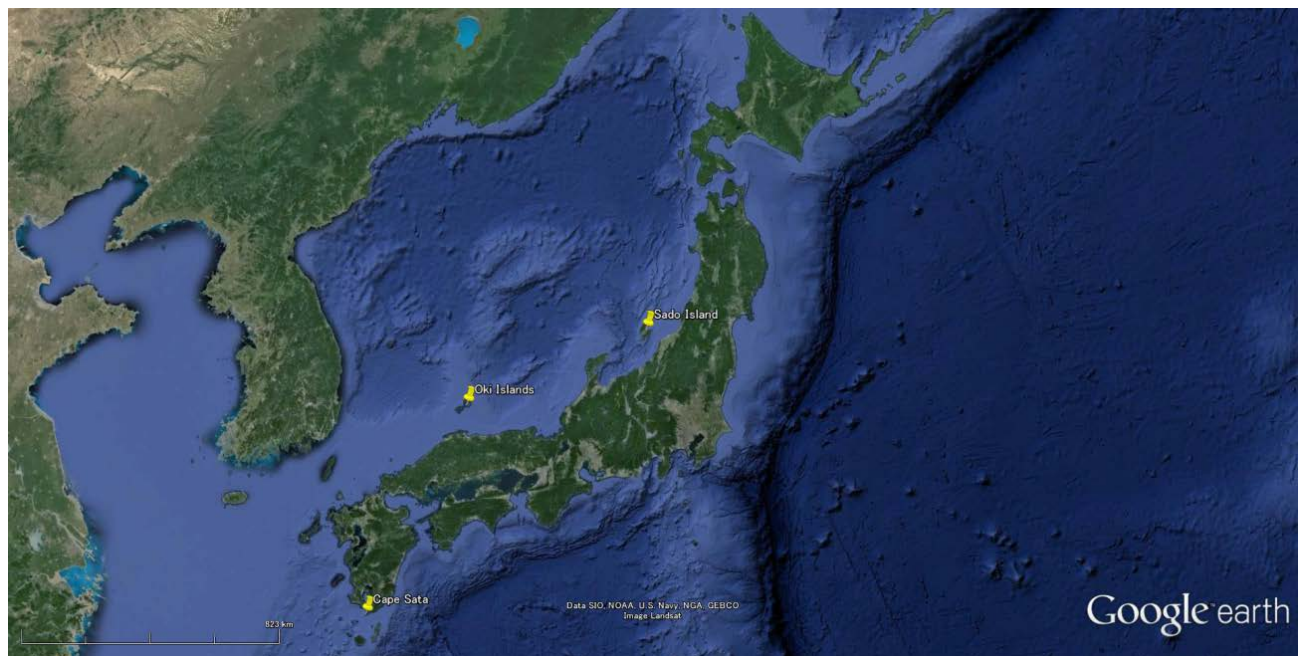 Sado Island
Oki Islands
Cape Sata
Data SIO, NOAA, U.S. Navy, NGA, GEBCO
Image Landsat
823 km
Google earth